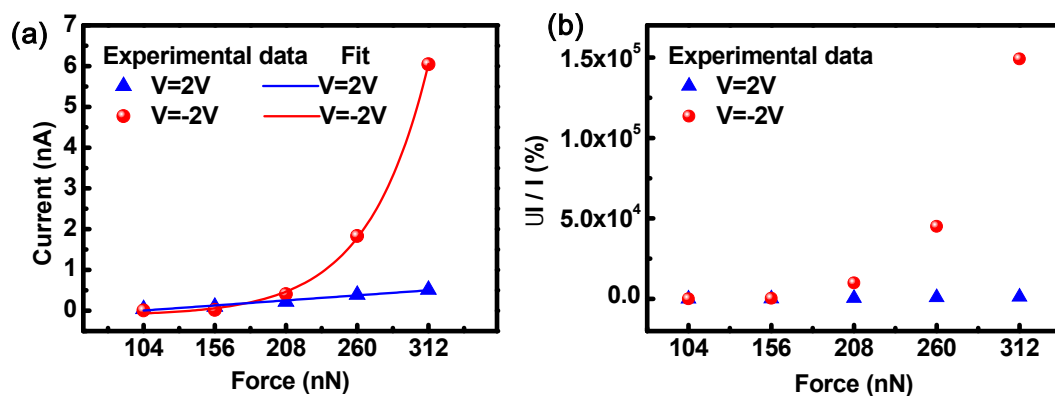 (a)
Experimental data Fit
V=2V V=2V
V=-2V V=-2V
Current (nA)
7
6
5
4
3
2
1
0
104 156 208 260 312
Force (nN)
(b)
Experimental data
V=2V
V=-2V
UI / I (%)
1.5x10⁵
1.0x10⁵
5.0x10⁴
0.0
104 156 208 260 312
Force (nN)